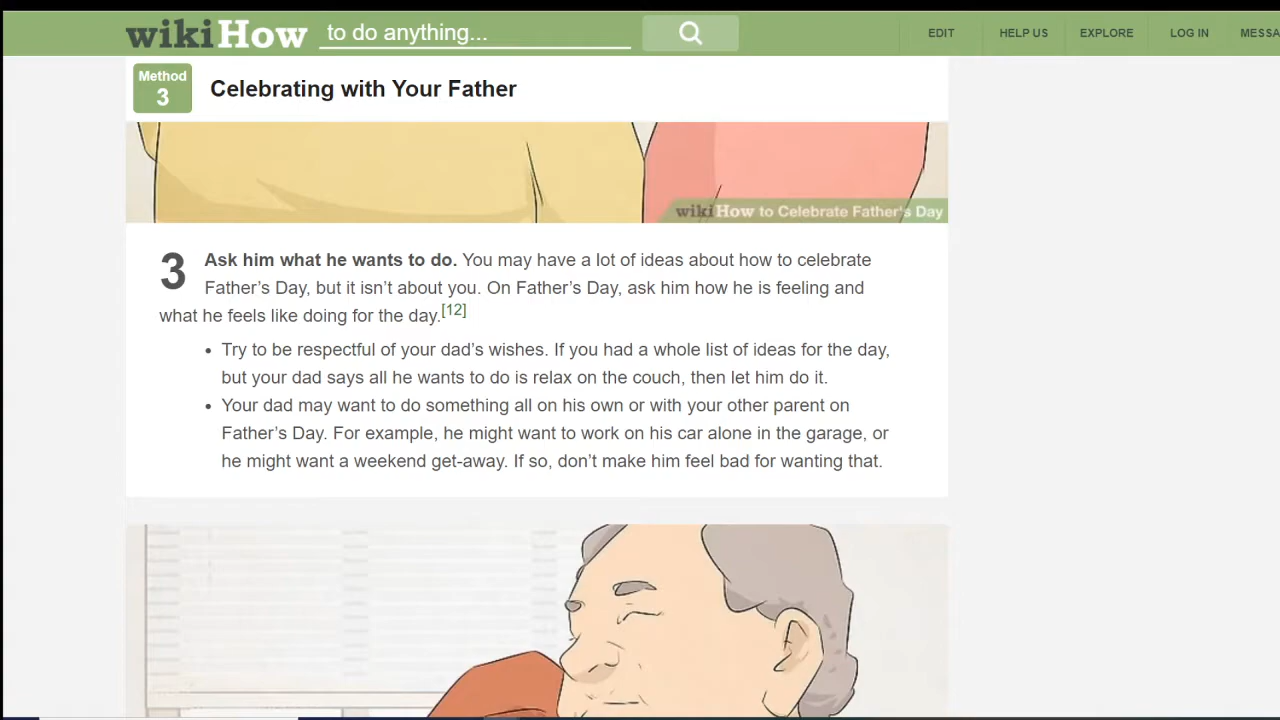 wikiHow to do anything...
EDIT
HELP US
EXPLORE
LOG IN
MESSA
Method
3
Celebrating with Your Father
wikiHow to Celebrate Father's Day
3 Ask him what he wants to do. You may have a lot of ideas about how to celebrate
Father’s Day, but it isn’t about you. On Father’s Day, ask him how he is feeling and
what he feels like doing for the day.[12]
• Try to be respectful of your dad’s wishes. If you had a whole list of ideas for the day,
but your dad says all he wants to do is relax on the couch, then let him do it.
• Your dad may want to do something all on his own or with your other parent on
Father’s Day. For example, he might want to work on his car alone in the garage, or
he might want a weekend get-away. If so, don’t make him feel bad for wanting that.